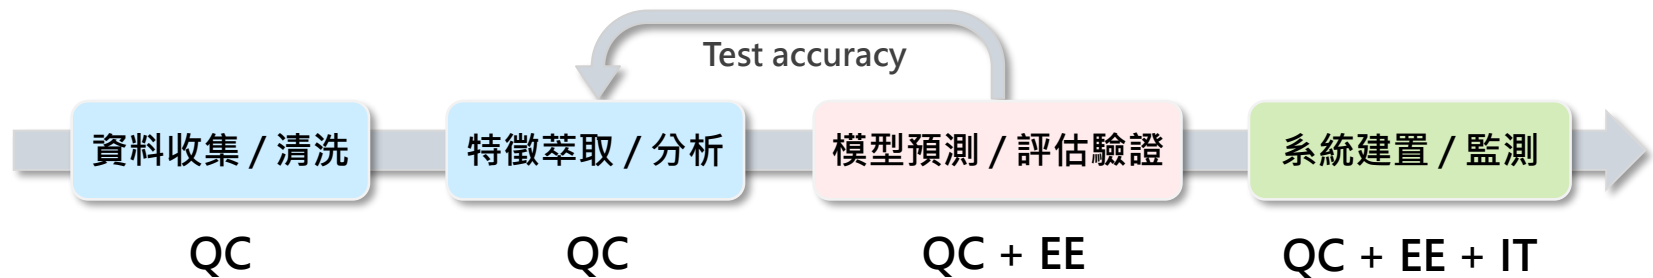 Test accuracy
資料收集 / 清洗
特徵萃取 / 分析
模型預測 / 評估驗證
系統建置 / 監測
QC
QC
QC + EE
QC + EE + IT